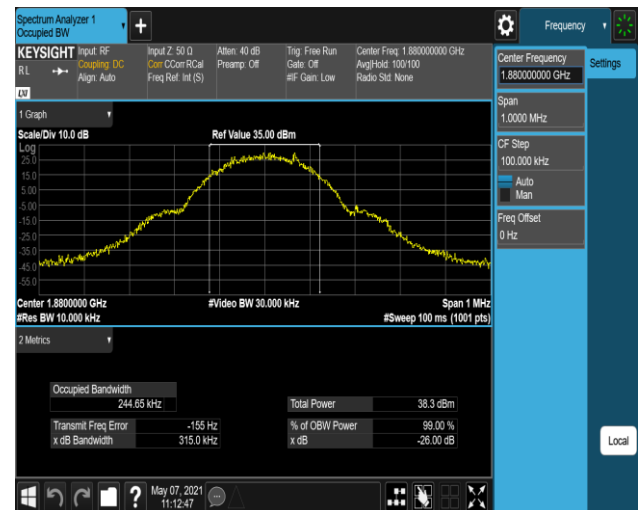 Spectrum Analyzer 1
Occupied BW
+
Frequency
KEYSIGHT
RL
LXI
Input: RF
Coupling: DC
Align: Auto
Input Z: 50 Ω
Corr CCorr RCal
Freq Ref: Int (S)
Atten: 40 dB
Preamp: Off
Trig: Free Run
Gate: Off
#IF Gain: Low
Center Freq: 1.880000000 GHz
Avg|Hold: 100/100
Radio Std: None
Center Frequency
1.880000000 GHz
Settings
Span
1.0000 MHz
CF Step
100.000 kHz
Auto
Man
Freq Offset
0 Hz
1 Graph
Scale/Div 10.0 dB
Ref Value 35.00 dBm
Log
25.0
15.0
5.00
-5.00
-15.0
-25.0
-35.0
-45.0
-55.0
Center 1.8800000 GHz
#Video BW 30.000 kHz
Span 1 MHz
#Res BW 10.000 kHz
#Sweep 100 ms (1001 pts)
2 Metrics
Occupied Bandwidth
244.65 kHz
Total Power 38.3 dBm
Transmit Freq Error -155 Hz
% of OBW Power 99.00 %
x dB Bandwidth 315.0 kHz
x dB -26.00 dB
Local
?
May 07, 2021
11:12:47